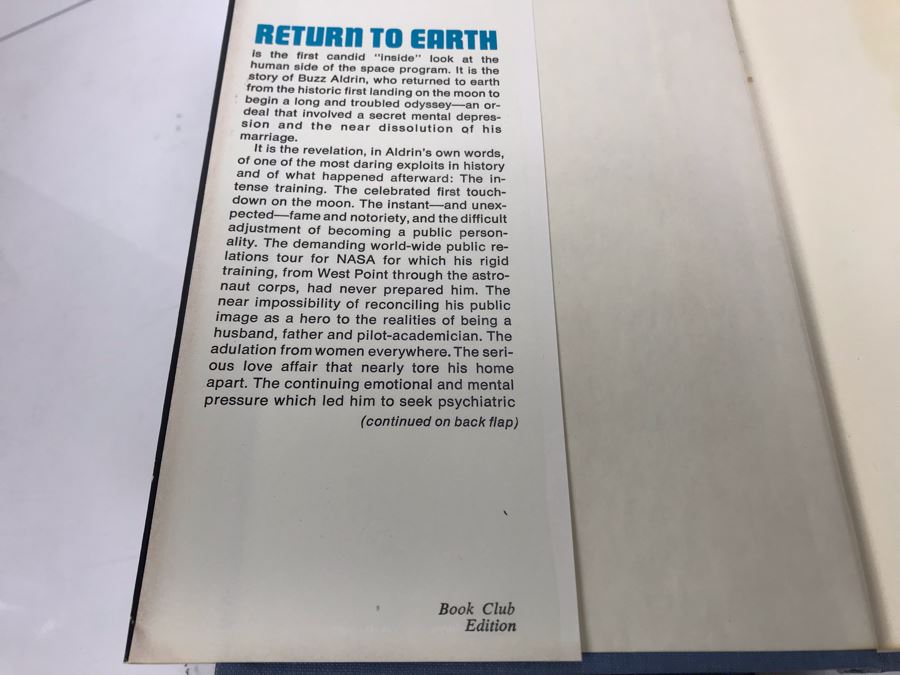 RETURN TO EARTH
is the first candid "inside" look at the
human side of the space program. It is the
story of Buzz Aldrin, who returned to earth
from the historic first landing on the moon to
begin a long and troubled odyssey—an or-
deal that involved a secret mental depres-
sion and the near dissolution of his
marriage.
It is the revelation, in Aldrin's own words,
of one of the most daring exploits in history
and of what happened afterward: The in-
tense training. The celebrated first touch-
down on the moon. The instant—and unex-
pected—fame and notoriety, and the difficult
adjustment of becoming a public person-
ality. The demanding world-wide public re-
lations tour for NASA for which his rigid
training, from West Point through the astro-
naut corps, had never prepared him. The
near impossibility of reconciling his public
image as a hero to the realities of being a
husband, father and pilot-academician. The
adulation from women everywhere. The seri-
ous love affair that nearly tore his home
apart. The continuing emotional and mental
pressure which led him to seek psychiatric
(continued on back flap)
Book Club
Edition